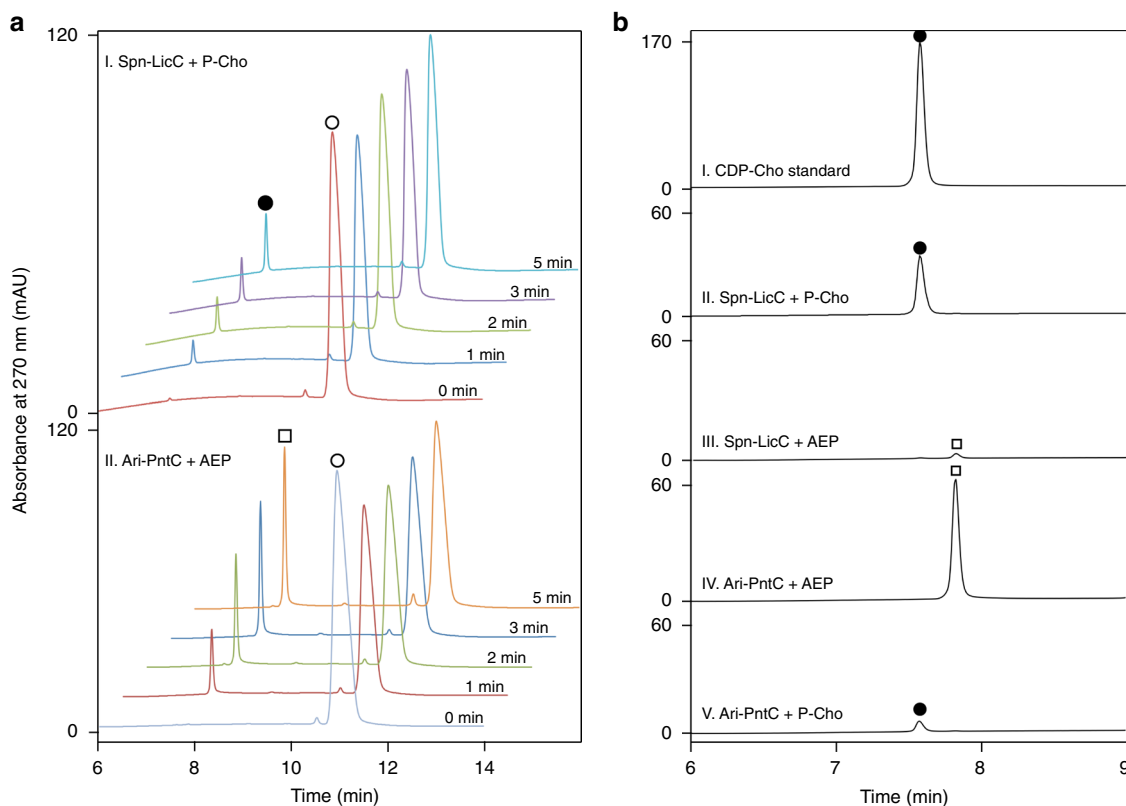 a
120
I. Spn-LicC + P-Cho
5 min
3 min
2 min
1 min
0 min
0
120
II. Ari-PntC + AEP
5 min
3 min
2 min
1 min
0 min
0
6 8 10 12 14
Time (min)
Absorbance at 270 nm (mAU)
b
170
I. CDP-Cho standard
0
60
II. Spn-LicC + P-Cho
0
60
III. Spn-LicC + AEP
0
60
IV. Ari-PntC + AEP
0
60
V. Ari-PntC + P-Cho
0
6 7 8 9
Time (min)